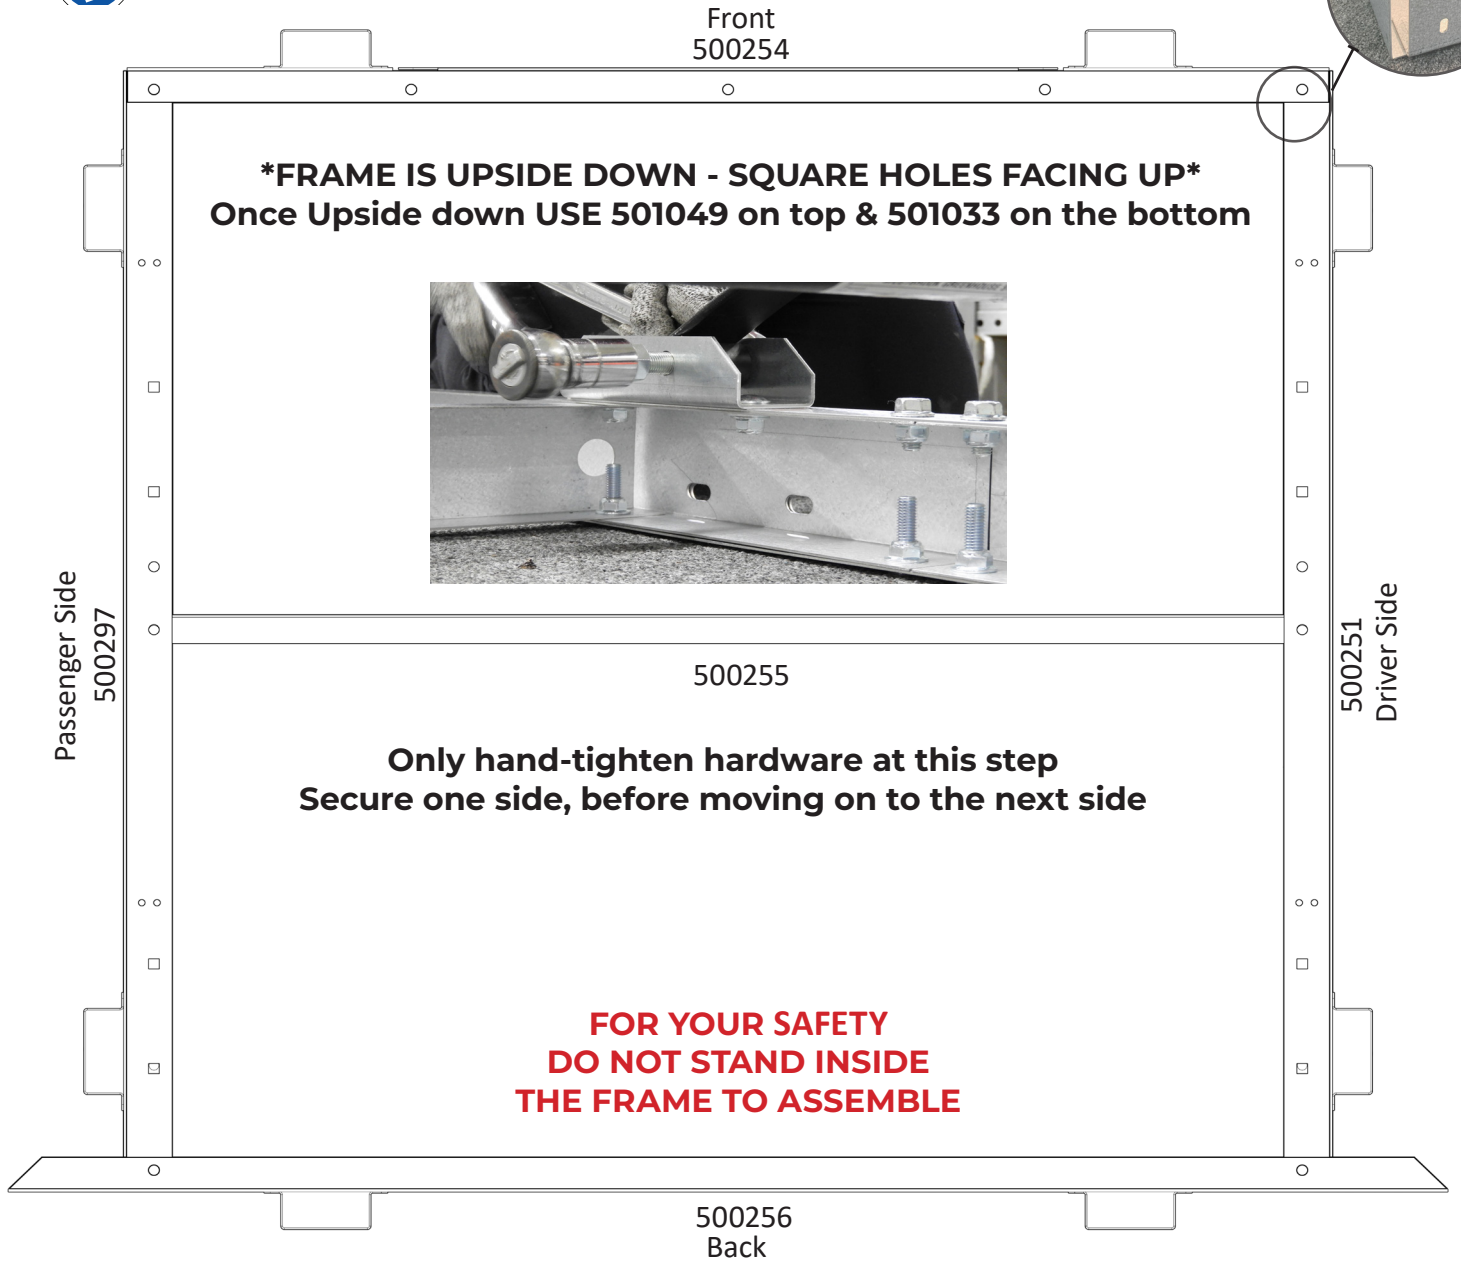 Front
500254
*FRAME IS UPSIDE DOWN - SQUARE HOLES FACING UP*
Once Upside down USE 501049 on top & 501033 on the bottom
Passenger Side
500297
500251
Driver Side
500255
Only hand-tighten hardware at this step
Secure one side, before moving on to the next side
FOR YOUR SAFETY
DO NOT STAND INSIDE
THE FRAME TO ASSEMBLE
500256
Back